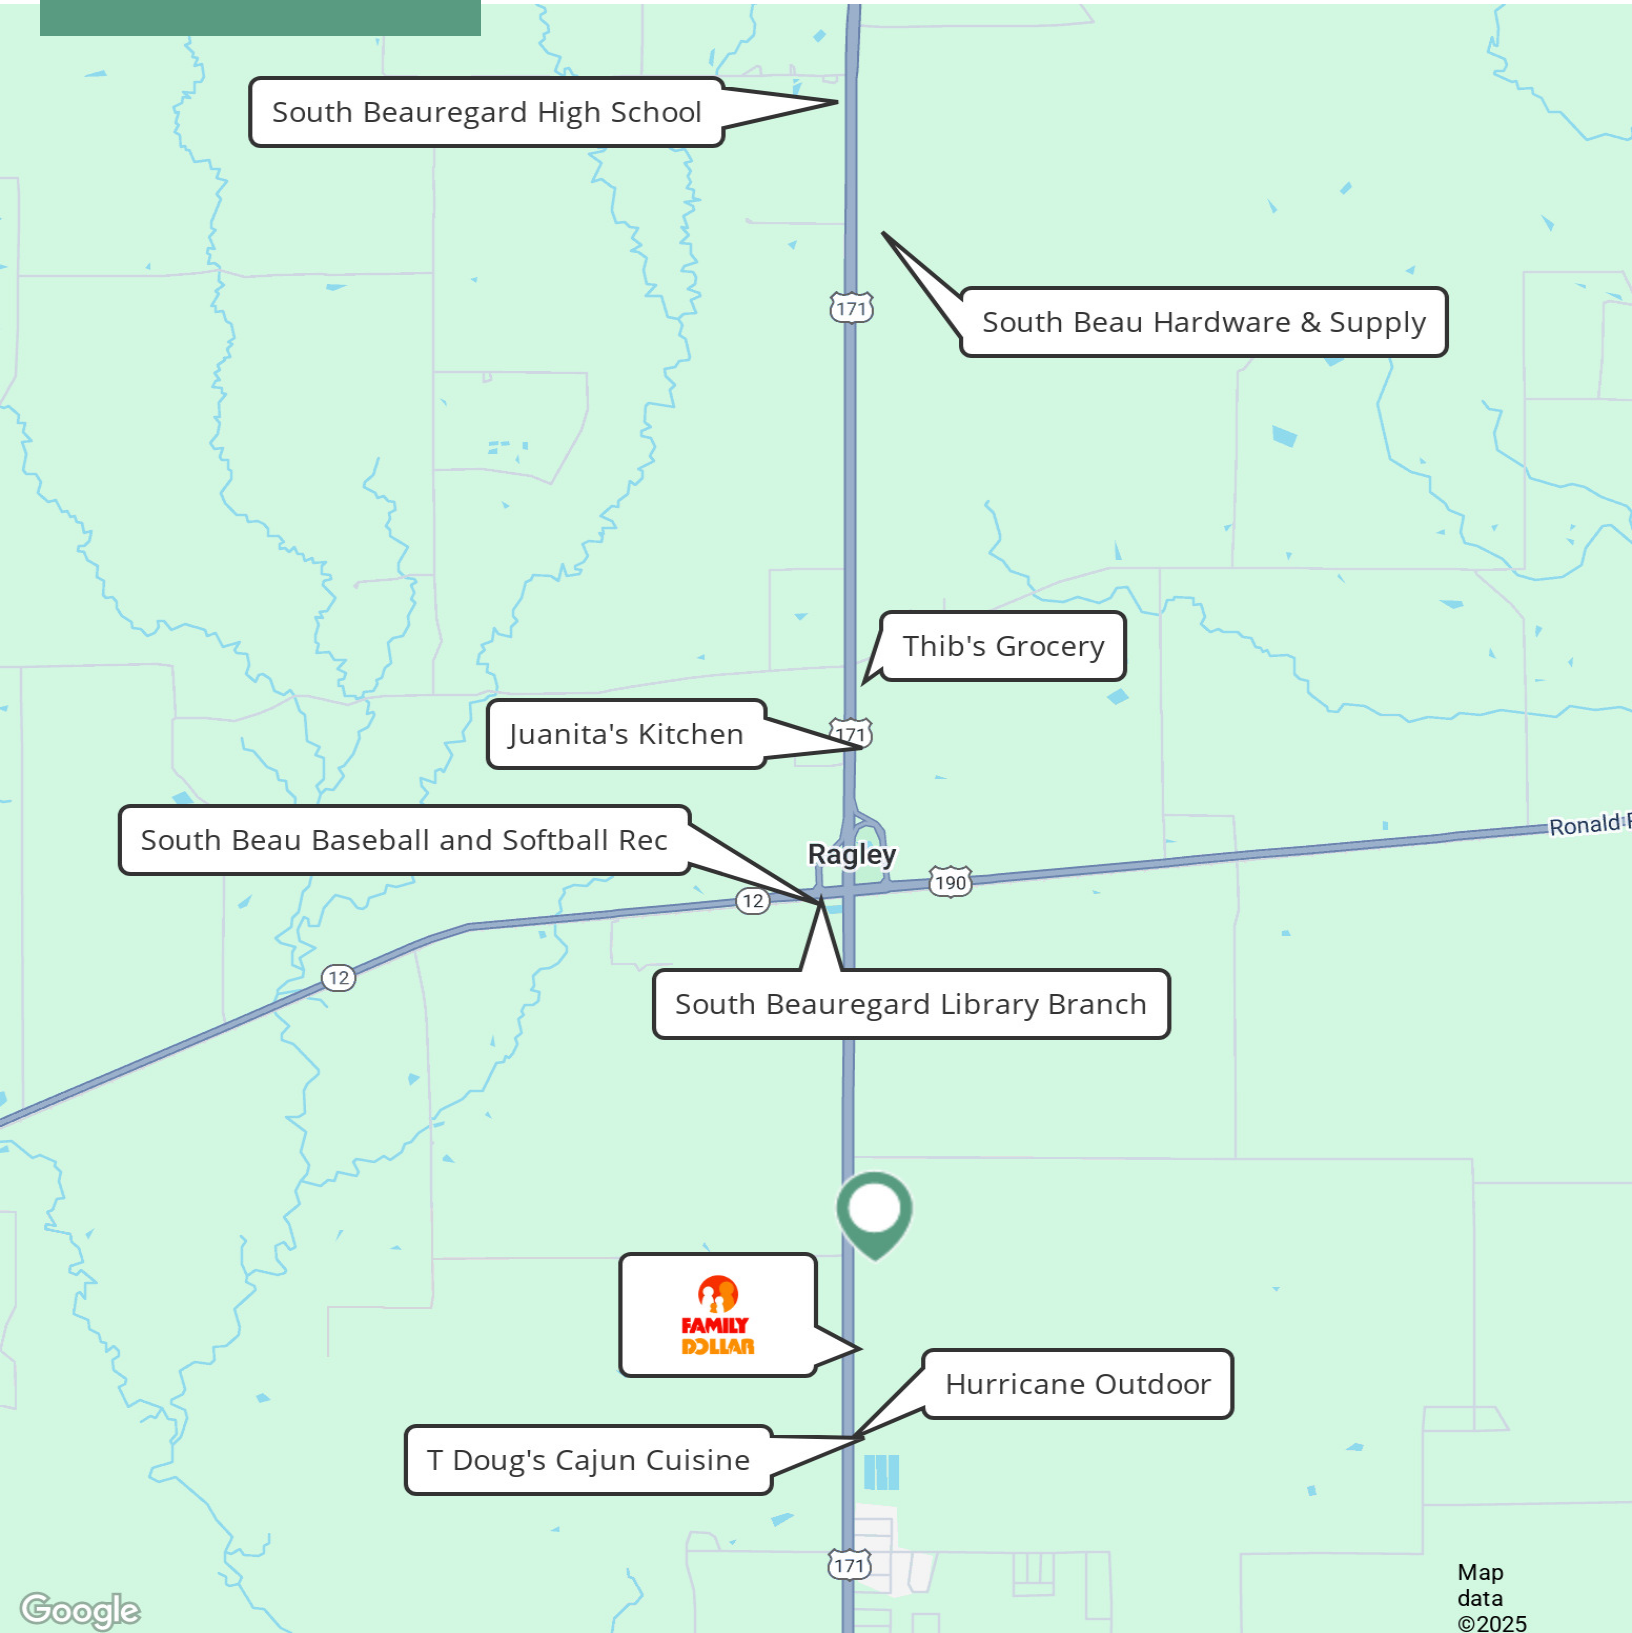 South Beauregard High School
171
South Beau Hardware & Supply
Thib's Grocery
Juanita's Kitchen
171
South Beau Baseball and Softball Rec
Ragley
Ronald
190
12
12
South Beauregard Library Branch
FAMILY
DOLLAR
Hurricane Outdoor
T Doug's Cajun Cuisine
171
Google
Map
data
©2025